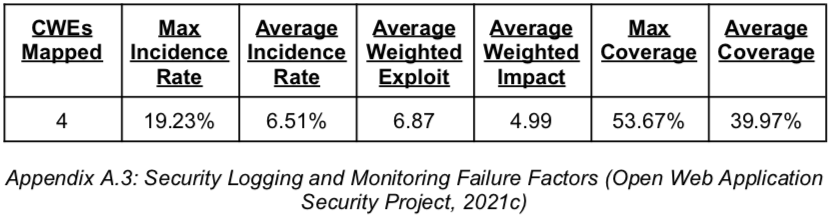 CWEs Mapped | Max Incidence Rate | Average Incidence Rate | Average Weighted Exploit | Average Weighted Impact | Max Coverage | Average Coverage
4 | 19.23% | 6.51% | 6.87 | 4.99 | 53.67% | 39.97%
Appendix A.3: Security Logging and Monitoring Failure Factors (Open Web Application
Security Project, 2021c)